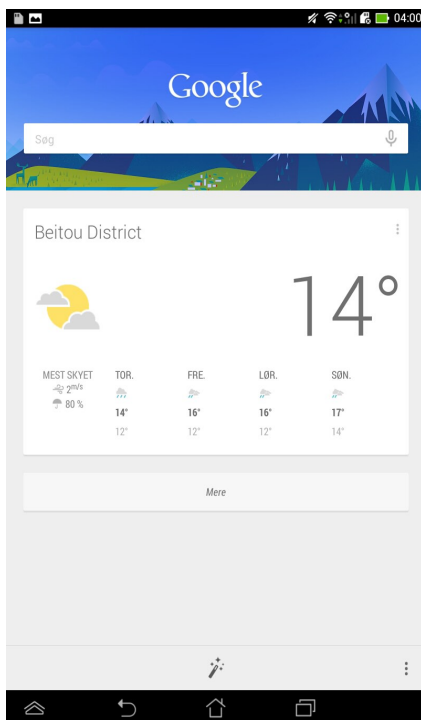 04:00
Google
Søg
Beitou District
14°
MEST SKYET TOR. FRE. LØR. SØN.
2m/s
80 %
14° 16° 16° 17°
12° 12° 12° 14°
Mere